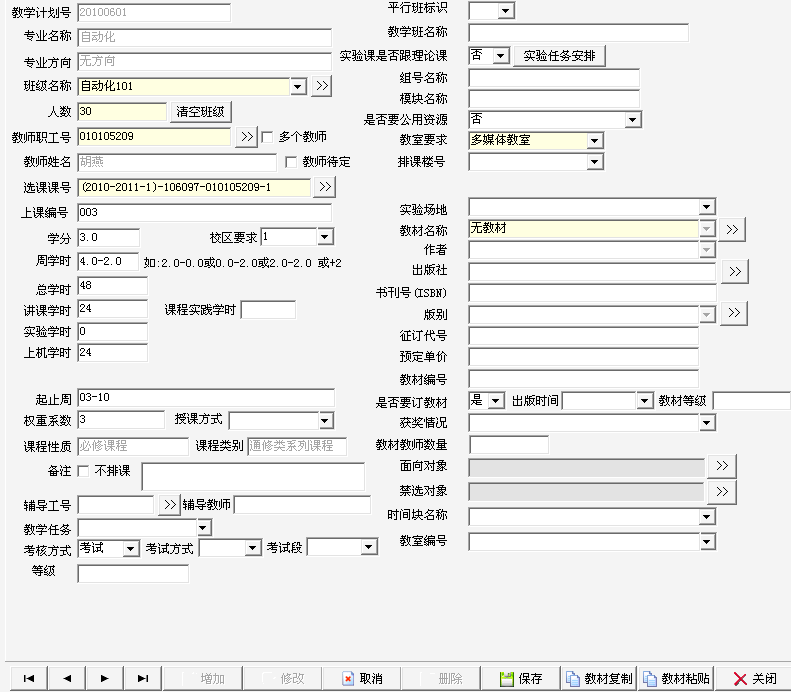 教学计划号 20100601
专业名称 自动化
专业方向 无方向
班级名称 自动化101 >>
人数 30 清空班级
教师职工号 010105209 >> 多个教师
教师姓名 胡燕 教师待定
选课课号 (2010-2011-1)-106097-010105209-1 >>
上课编号 003
学分 3.0 校区要求 1
周学时 4.0-2.0 如:2.0-0.0或0.0-2.0或2.0-2.0 或+2
总学时 48
讲课学时 24 课程实践学时
实验学时 0
上机学时 24
起止周 03-10
权重系数 3 授课方式
课程性质 必修课程 课程类别 通修类系列课程
备注 不排课
辅导工号 >> 辅导教师
教学任务
考核方式 考试 考试方式 考试段
等级
平行班标识
教学班名称
实验课是否跟理论课 否 实验任务安排
组号名称
模块名称
是否要公用资源 否
教室要求 多媒体教室
排课楼号
实验场地
教材名称 无教材 >>
作者
出版社 >>
书刊号(ISBN)
版别 >>
征订代号
预定单价
教材编号
是否要订教材 是 出版时间 教材等级
获奖情况
教材教师数量
面向对象 >>
禁选对象 >>
时间块名称
教室编号
增加 修改 取消 删除 保存 教材复制 教材粘贴 关闭